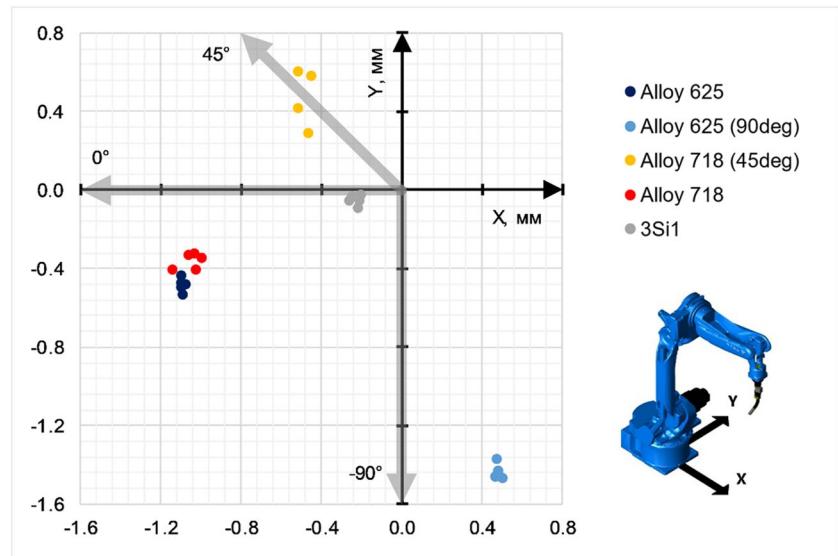 0.8
0.4
0.0
-0.4
-0.8
-1.2
-1.6
-1.6
-1.2
-0.8
-0.4
0.0
0.4
0.8
45°
0°
-90°
Y, мм
X, мм
Alloy 625
Alloy 625 (90deg)
Alloy 718 (45deg)
Alloy 718
3Si1
Y
X